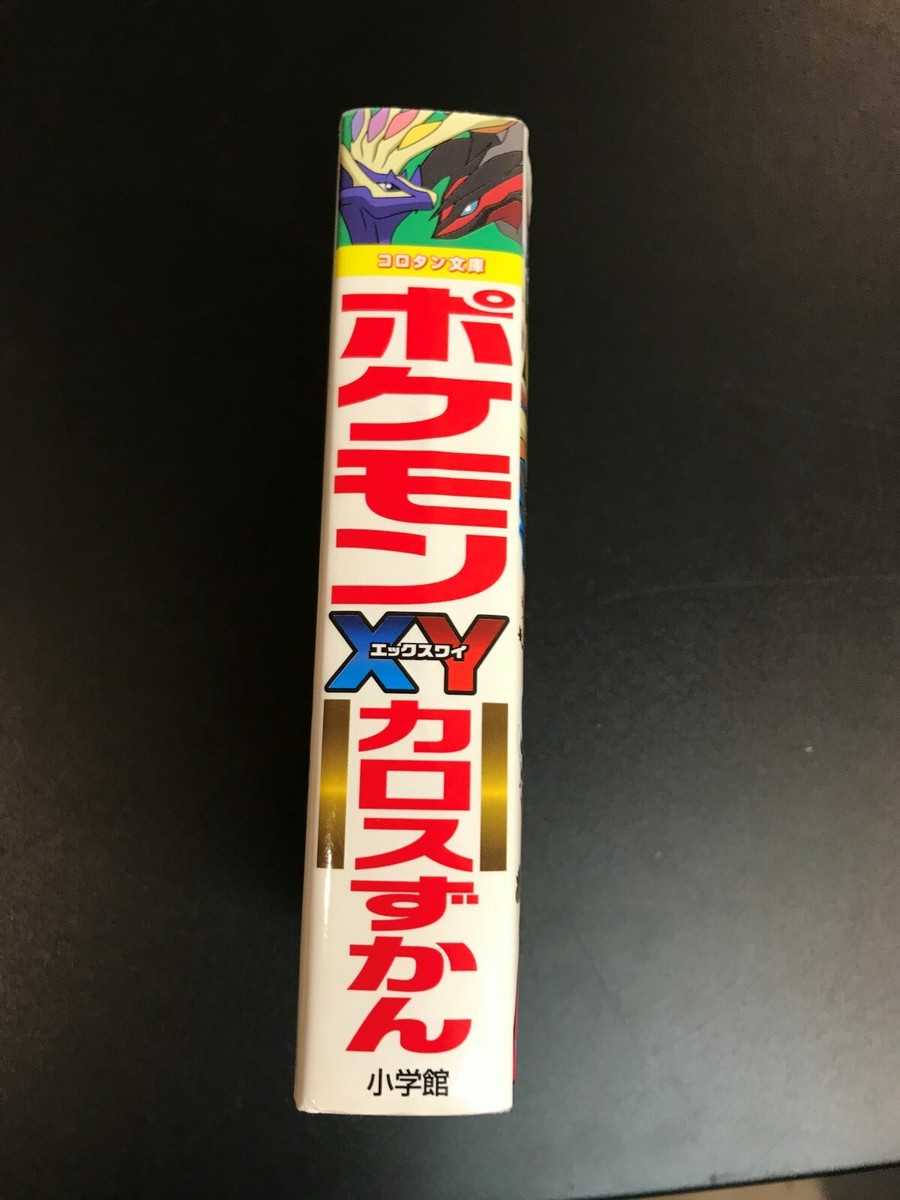 コロタン文庫
ポケモン
XY
エックスワイ
カロスずかん
小学館